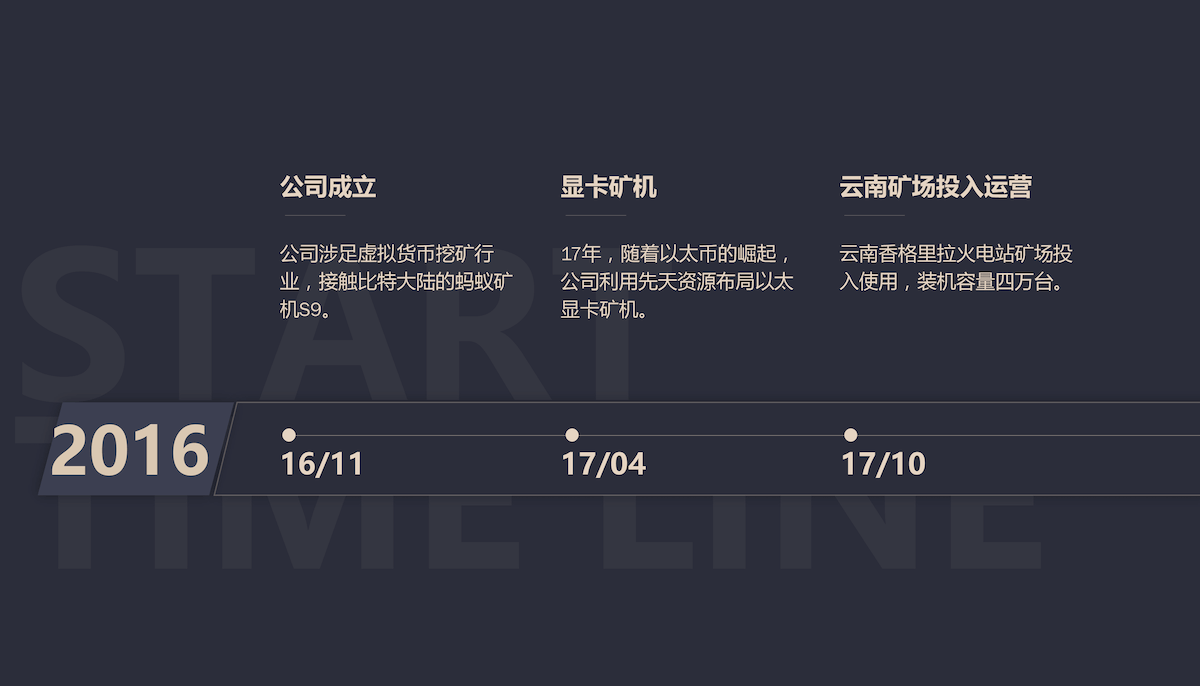 START
TIME LINE
公司成立
公司涉足虚拟货币挖矿行
业，接触比特大陆的蚂蚁矿
机S9。
显卡矿机
17年，随着以太币的崛起，
公司利用先天资源布局以太
显卡矿机。
云南矿场投入运营
云南香格里拉火电站矿场投
入使用，装机容量四万台。
2016
16/11
17/04
17/10